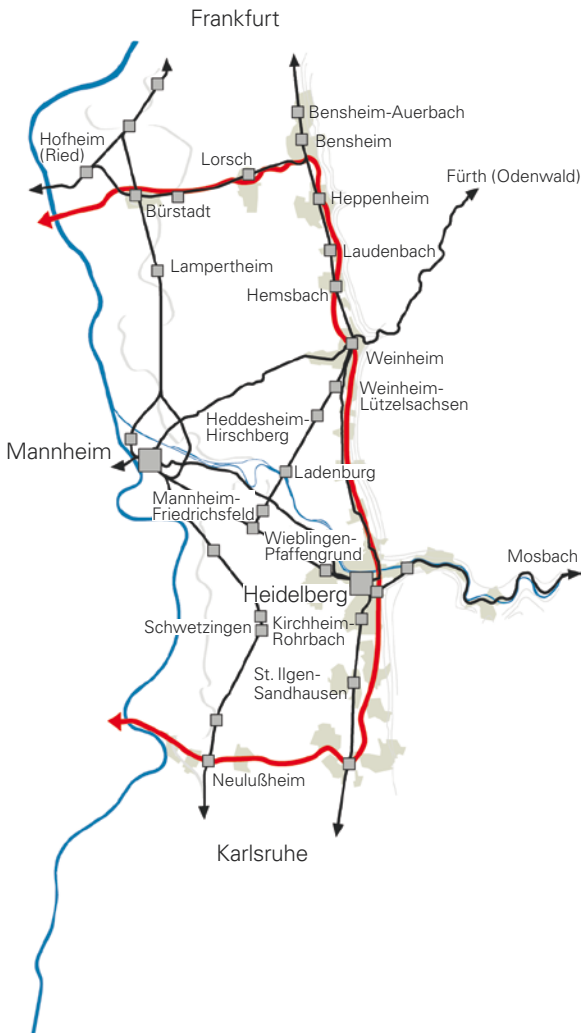 Frankfurt
Bensheim-Auerbach
Bensheim
Hofheim
(Ried)
Lorsch
Fürth (Odenwald)
Heppenheim
Bürstadt
Laudenbach
Lampertheim
Hemsbach
Weinheim
Weinheim-
Lützelsachsen
Heddesheim-
Hirschberg
Mannheim
Ladenburg
Mannheim-
Friedrichsfeld
Wieblingen-
Pfaffengrund
Mosbach
Heidelberg
Schwetzingen
Kirchheim-
Rohrbach
St. Ilgen-
Sandhausen
Neulußheim
Karlsruhe